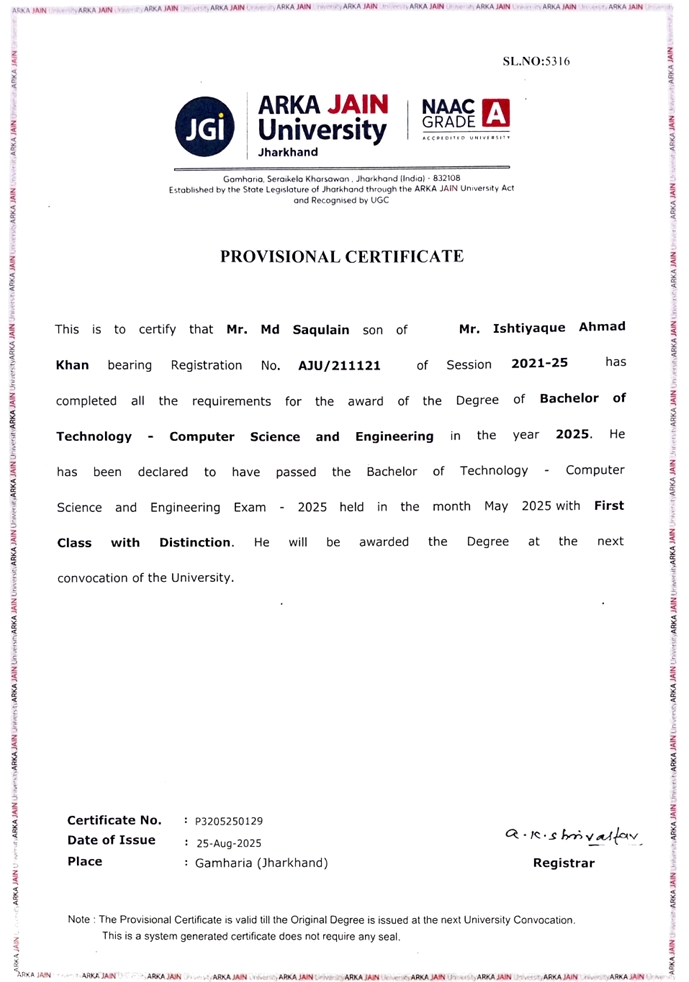 SL.NO:5316
JGi
ARKA JAIN
University
Jharkhand
NAAC
GRADE A
ACCREDITED UNIVERSITY
Gamharia, Seraikela Kharsawan , Jharkhand (India) - 832108
Established by the State Legislature of Jharkhand through the ARKA JAIN University Act
and Recognised by UGC
PROVISIONAL CERTIFICATE
This is to certify that Mr. Md Saqulain son of Mr. Ishtiyaque Ahmad
Khan bearing Registration No. AJU/211121 of Session 2021-25 has
completed all the requirements for the award of the Degree of Bachelor of
Technology - Computer Science and Engineering in the year 2025. He
has been declared to have passed the Bachelor of Technology - Computer
Science and Engineering Exam - 2025 held in the month May 2025 with First
Class with Distinction. He will be awarded the Degree at the next
convocation of the University.
Certificate No. : P3205250129
Date of Issue : 25-Aug-2025
Place : Gamharia (Jharkhand)
Registrar
Note : The Provisional Certificate is valid till the Original Degree is issued at the next University Convocation.
This is a system generated certificate does not require any seal.